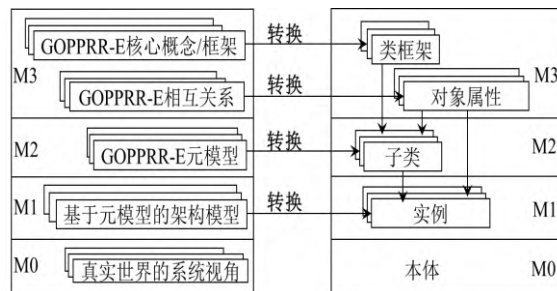 GOPPRR-E核心概念/框架
转换
类框架
M3
M3
GOPPRR-E相互关系
转换
对象属性
M2
GOPPRR-E元模型
转换
子类
M2
M1
基于元模型的架构模型
转换
实例
M1
M0
真实世界的系统视角
本体
M0